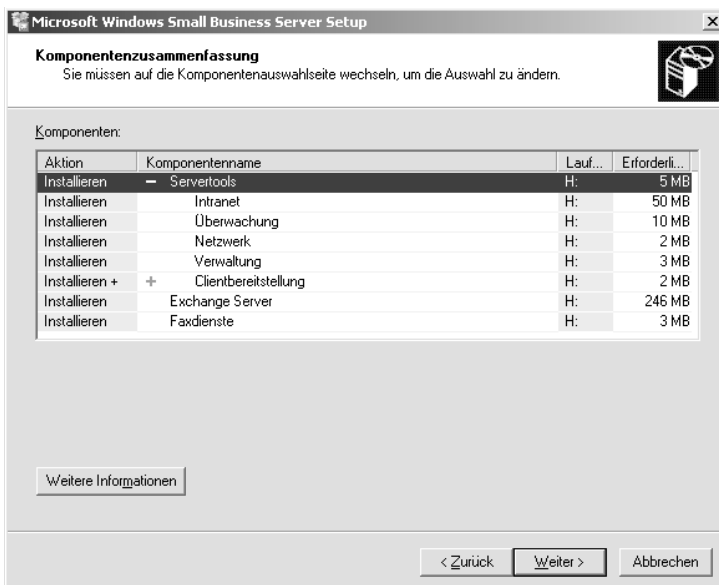 Microsoft Windows Small Business Server Setup
Komponentenzusammenfassung
Sie müssen auf die Komponentenauswahlseite wechseln, um die Auswahl zu ändern.
Komponenten:
Aktion Komponentenname Lauf... Erforderli...
Installieren − Servertools H: 5 MB
Installieren Intranet H: 50 MB
Installieren Überwachung H: 10 MB
Installieren Netzwerk H: 2 MB
Installieren Verwaltung H: 3 MB
Installieren + + Clientbereitstellung H: 2 MB
Installieren Exchange Server H: 246 MB
Installieren Faxdienste H: 3 MB
Weitere Informationen
< Zurück Weiter > Abbrechen